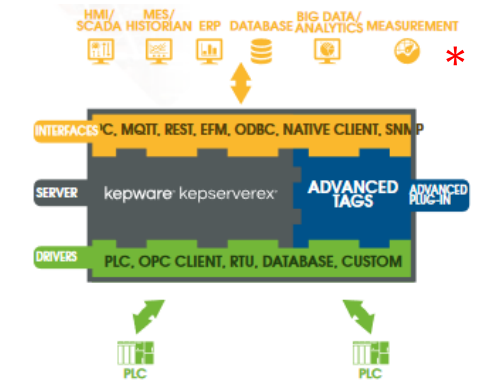 HMI/ MES/ BIG DATA/
SCADA HISTORIAN ERP DATABASE ANALYTICS MEASUREMENT
*
INTERFACES 'C, MQTT, REST, EFM, ODBC, NATIVE CLIENT, SNMP
SERVER kepware kepserverex ADVANCED TAGS ADVANCED PLUG-IN
DRIVERS PLC, OPC CLIENT, RTU, DATABASE, CUSTOM
PLC PLC